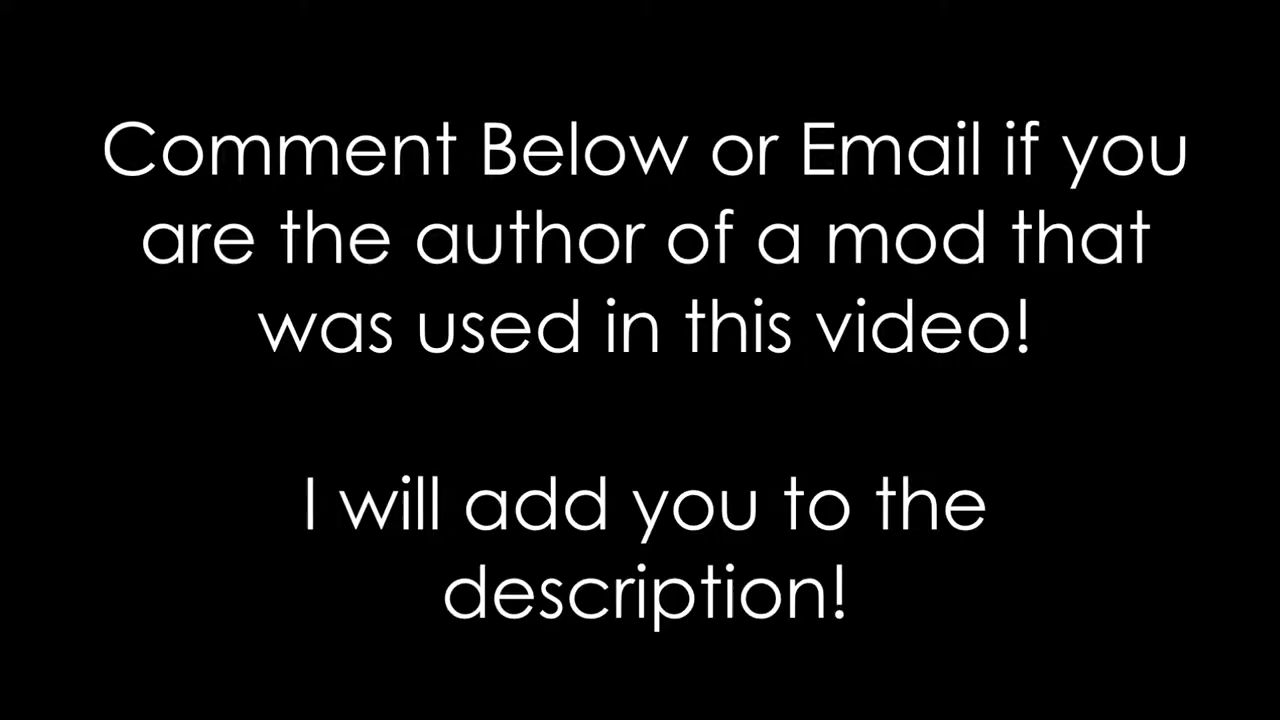 Comment Below or Email if you
are the author of a mod that
was used in this video!
I will add you to the
description!